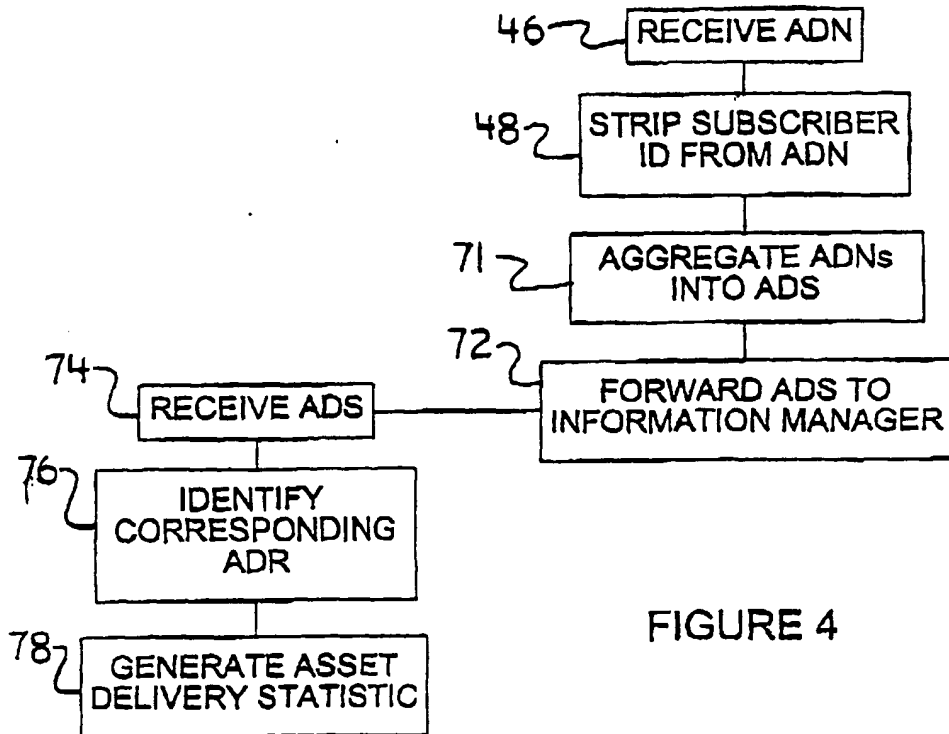 46 RECEIVE ADN
48 STRIP SUBSCRIBER
ID FROM ADN
71 AGGREGATE ADNs
INTO ADS
72 FORWARD ADS TO
INFORMATION MANAGER
74 RECEIVE ADS
76 IDENTIFY
CORRESPONDING
ADR
78 GENERATE ASSET
DELIVERY STATISTIC
FIGURE 4